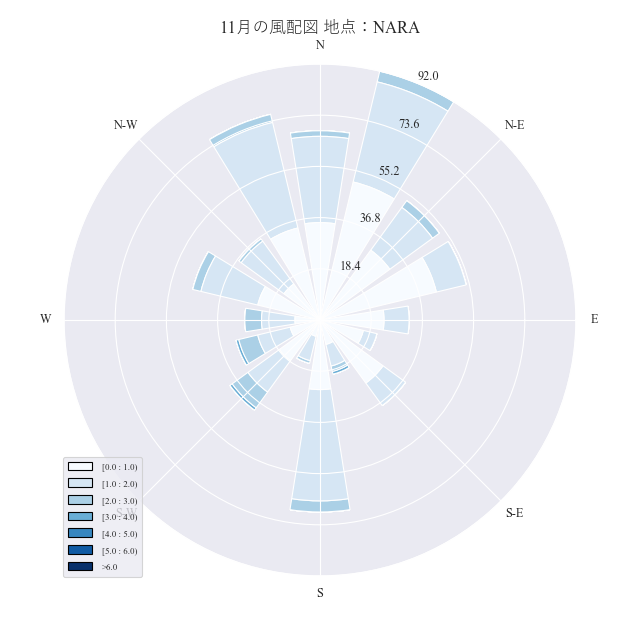 11月の風配図 地点：NARA
N
92.0
N-W
73.6
N-E
55.2
36.8
18.4
W
E
[0.0 : 1.0)
[1.0 : 2.0)
[2.0 : 3.0)
[3.0 : 4.0)
S-W
[4.0 : 5.0)
[5.0 : 6.0)
>6.0
S-E
S